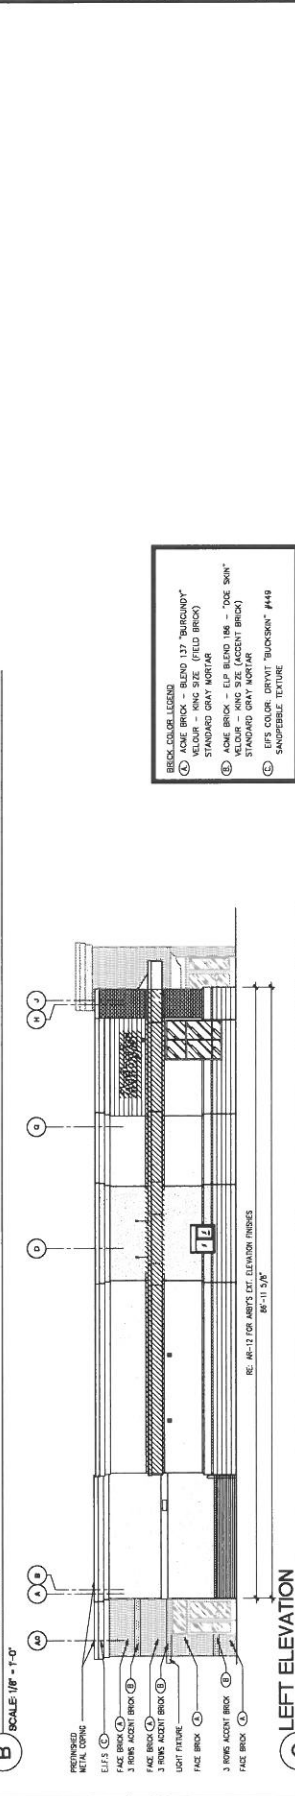 B
SCALE: 1/8" = 1'-0"
PREFINISHED
METAL COPING
E.I.F.S. C
FACE BRICK A
3 ROWS ACCENT BRICK B
FACE BRICK A
3 ROWS ACCENT BRICK B
LIGHT FIXTURE
FACE BRICK A
3 ROWS ACCENT BRICK B
FACE BRICK A
A0
A
B
D
G
H
J
RE: AR-12 FOR ARBY'S EXT. ELEVATION FINISHES
86'-11 5/8"
BRICK COLOR LEGEND
A. ACME BRICK - BLEND 137 "BURGUNDY"
VELOUR - KING SIZE (FIELD BRICK)
STANDARD GRAY MORTAR
B. ACME BRICK - ELP BLEND 186 - "DOE SKIN"
VELOUR - KING SIZE (ACCENT BRICK)
STANDARD GRAY MORTAR
C. EIFS COLOR: DRYVIT "BUCKSKIN" #449
SANDPEBBLE TEXTURE
LEFT ELEVATION